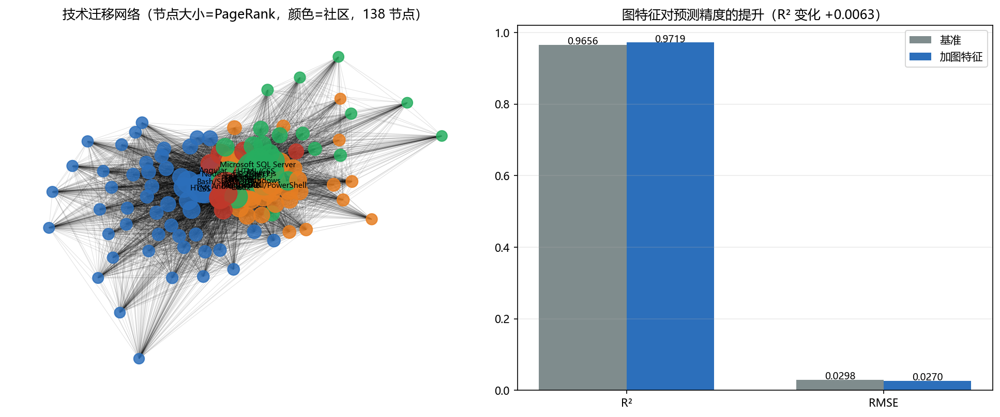 技术迁移网络（节点大小=PageRank，颜色=社区，138 节点）
Microsoft SQL Server
Angular
HTML/CSS
Node.js
jQuery
Bash/S
Windows
HTML
CSS
Android
Linux
/PowerShell
图特征对预测精度的提升（R² 变化 +0.0063）
1.0
0.8
0.6
0.4
0.2
0.0
0.9656
0.9719
0.0298
0.0270
基准
加图特征
R²
RMSE